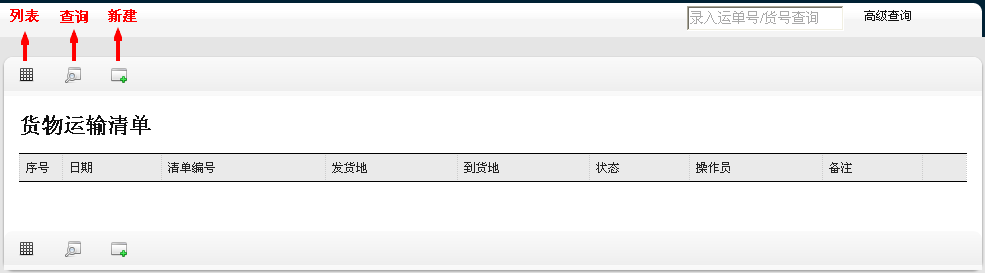 列表 查询 新建 录入运单号/货号查询 高级查询
货物运输清单
序号 日期 清单编号 发货地 到货地 状态 操作员 备注